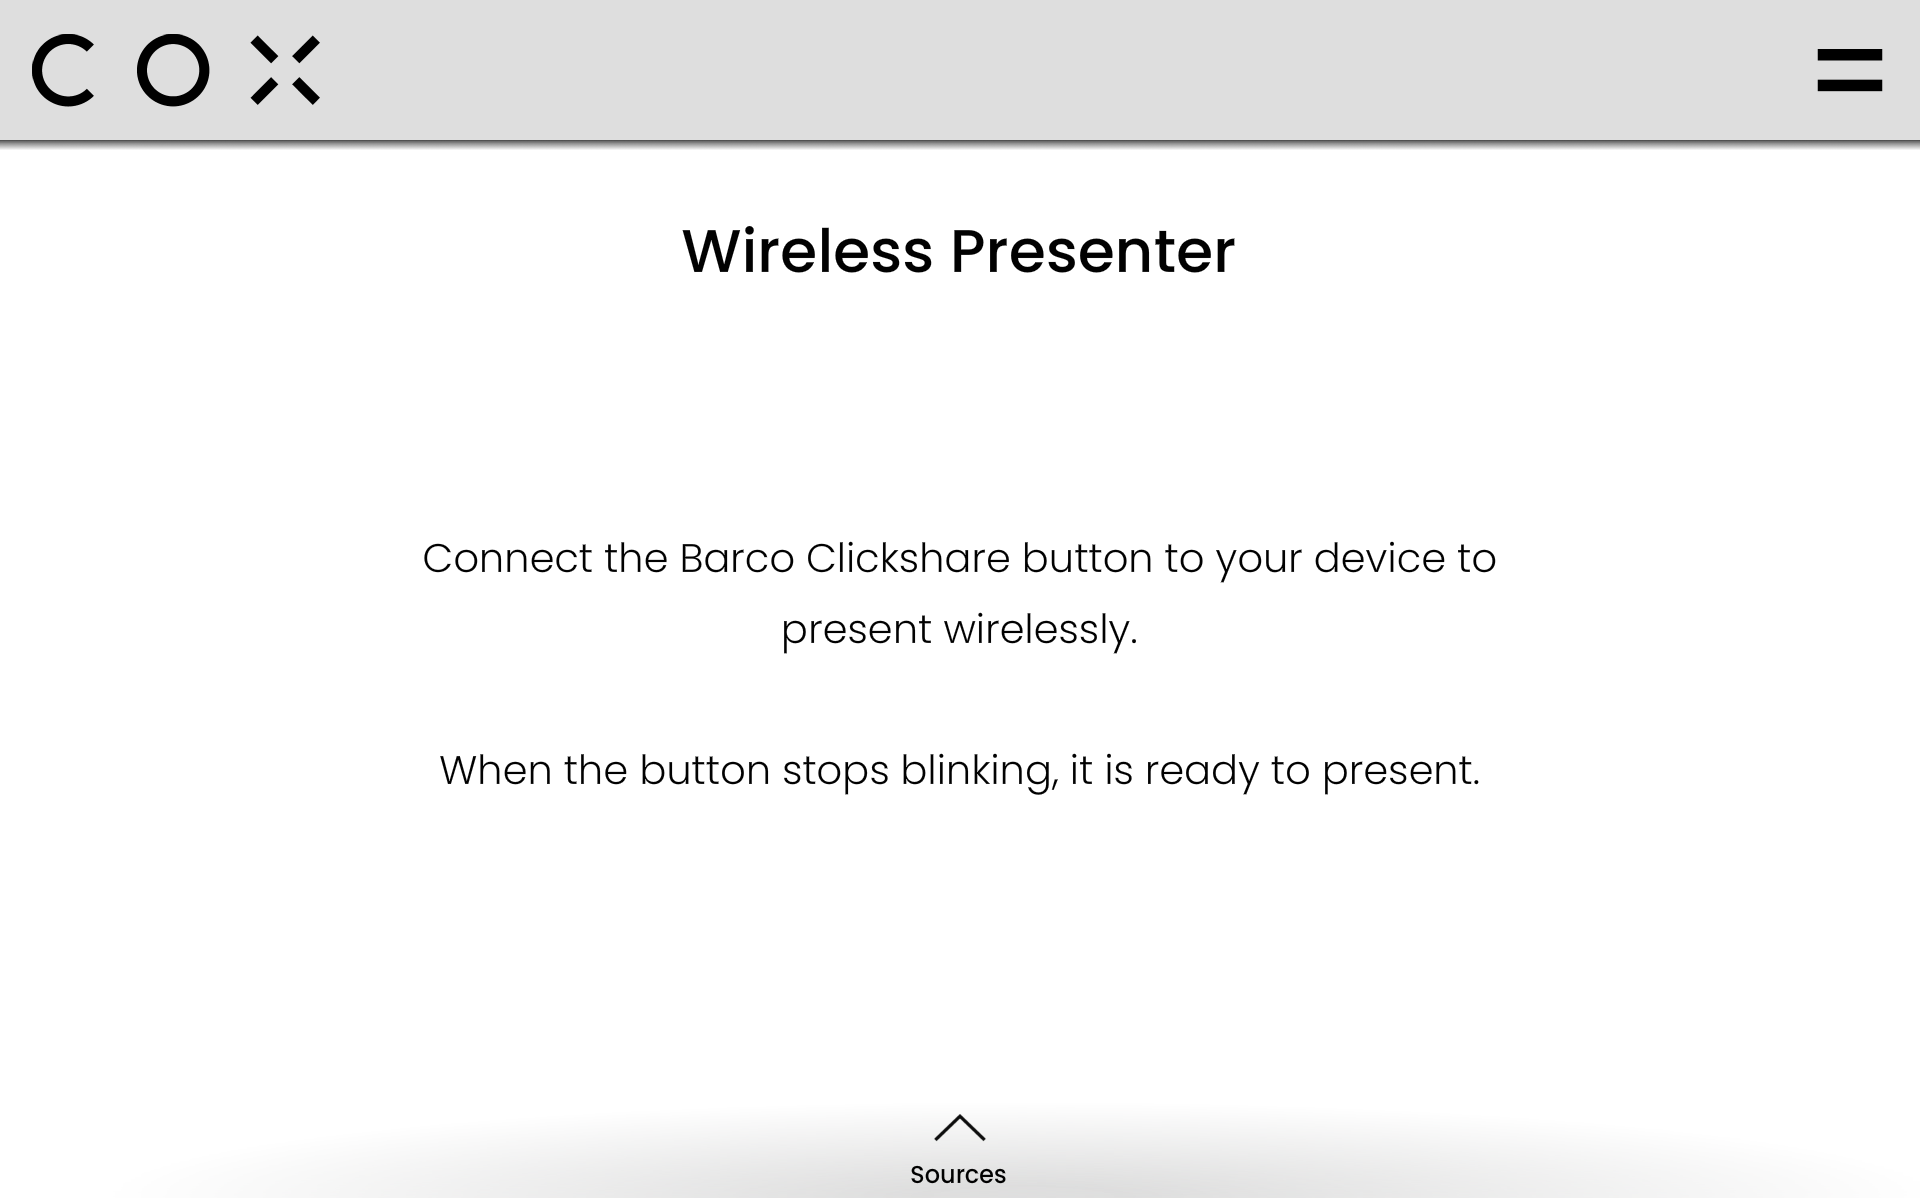 COX
Wireless Presenter
Connect the Barco Clickshare button to your device to
present wirelessly.
When the button stops blinking, it is ready to present.
Sources